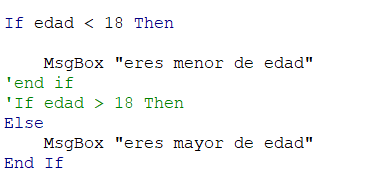 If edad < 18 Then
MsgBox "eres menor de edad"
'end if
'If edad > 18 Then
Else
MsgBox "eres mayor de edad"
End If